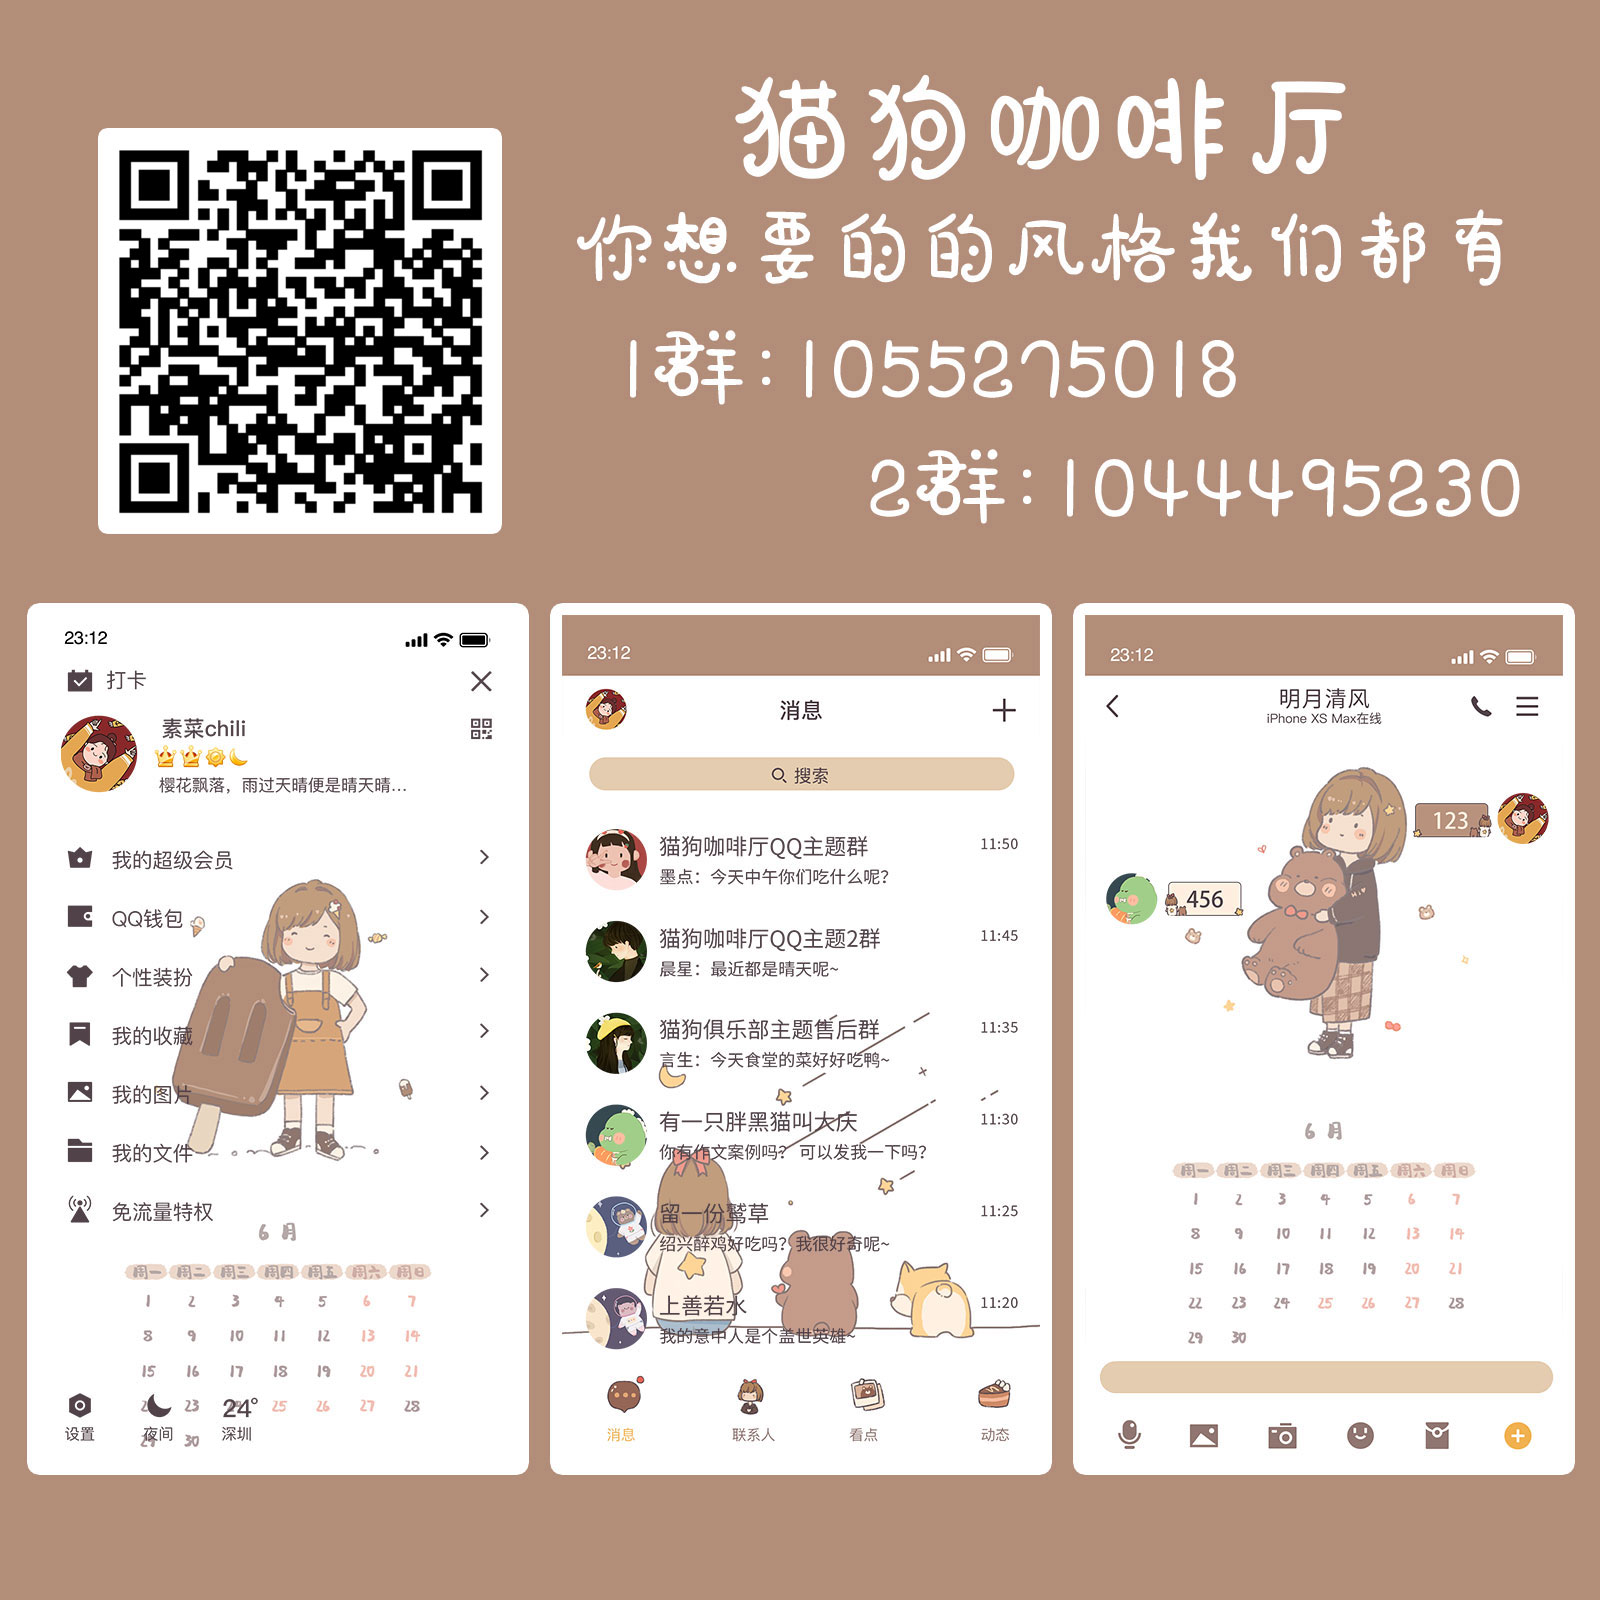 猫狗咖啡厅
你想要的的风格我们都有
1群:1055275018
2群:1044495230
23:12
打卡
素菜chili
樱花飘落，雨过天晴便是晴天晴...
我的超级会员
QQ钱包
个性装扮
我的收藏
我的图片
我的文件
免流量特权
6 月
周一 周二 周三 周四 周五 周六 周日
1 2 3 4 5 6 7
8 9 10 11 12 13 14
15 16 17 18 19 20 21
22 23 24 25 26 27 28
29 30
24°
设置 夜间 深圳
23:12
消息
搜索
猫狗咖啡厅QQ主题群 11:50
墨点：今天中午你们吃什么呢？
猫狗咖啡厅QQ主题2群 11:45
晨星：最近都是晴天呢~
猫狗俱乐部主题售后群 11:35
言生：今天食堂的菜好好吃鸭~
有一只胖黑猫叫大庆 11:30
你有作文案例吗？ 可以发我一下吗？
留一份鹫草 11:25
绍兴醉鸡好吃吗？我很好奇呢~
上善若水 11:20
我的意中人是个盖世英雄~
消息 联系人 看点 动态
23:12
明月清风
iPhone XS Max在线
123
456
6 月
周一 周二 周三 周四 周五 周六 周日
1 2 3 4 5 6 7
8 9 10 11 12 13 14
15 16 17 18 19 20 21
22 23 24 25 26 27 28
29 30